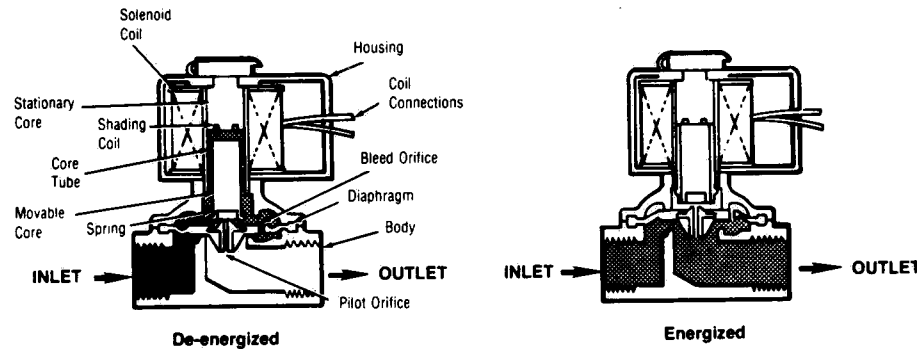 Solenoid
Coil
Housing
Stationary
Core
Coil
Connections
Shading
Coil
Core
Tube
Bleed Orifice
Diaphragm
Movable
Core
Spring
Body
INLET
OUTLET
Pilot Orifice
De-energized
INLET
OUTLET
Energized